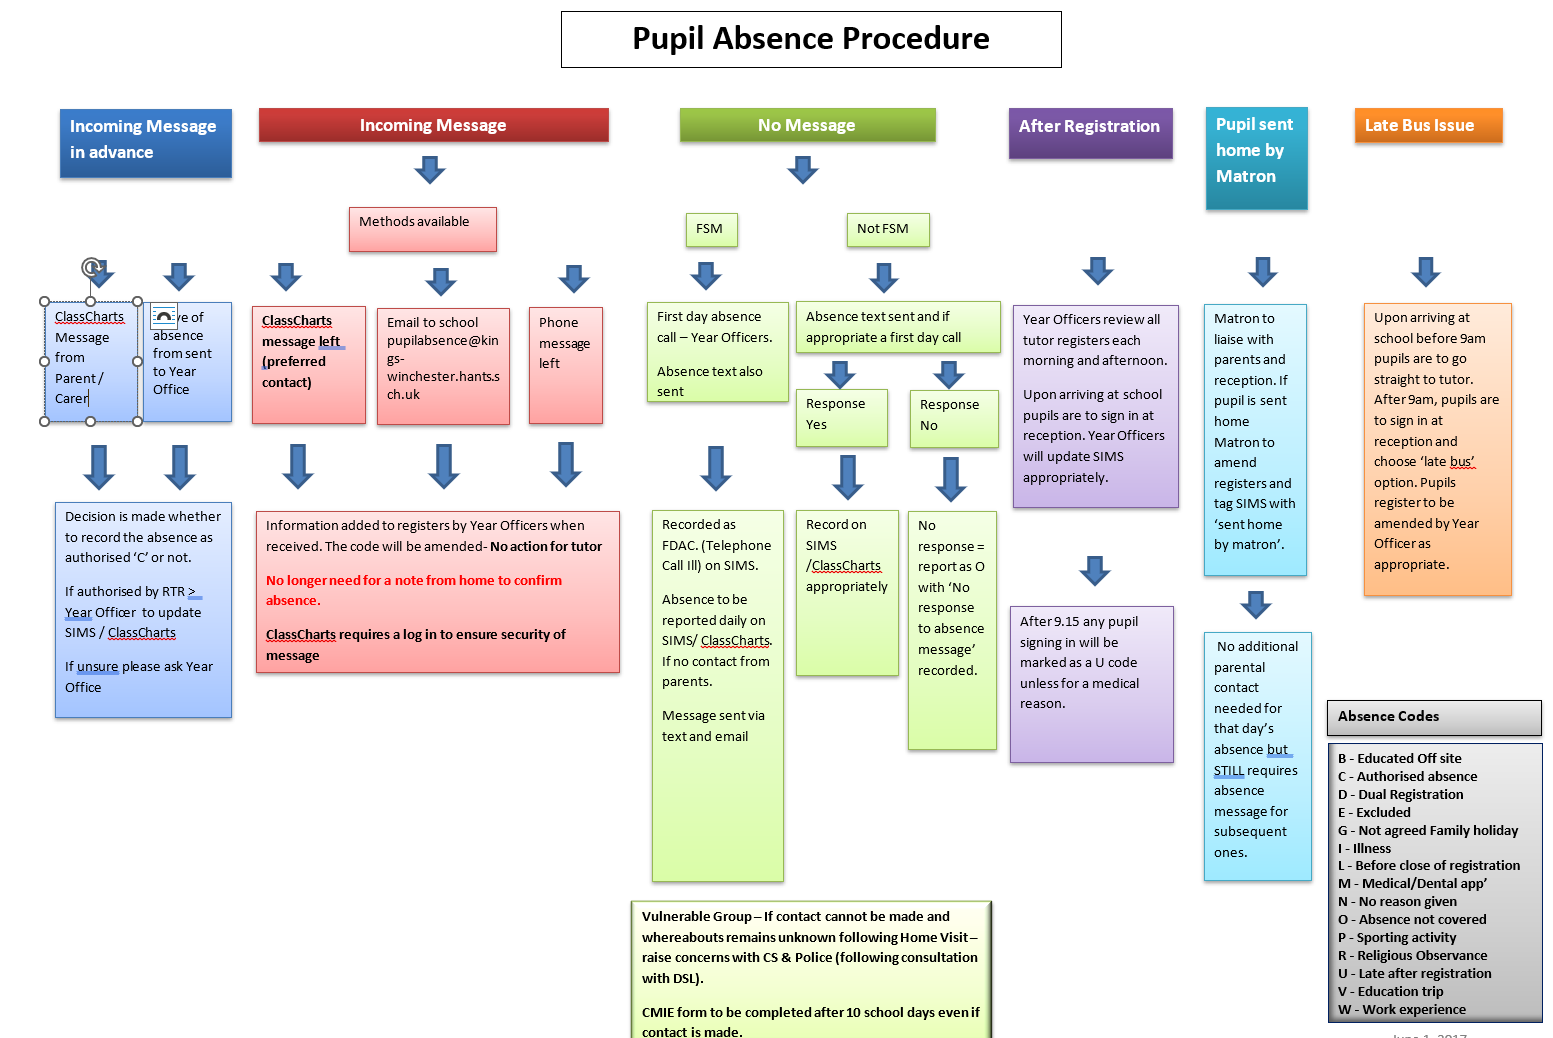 Pupil Absence Procedure
Incoming Message
in advance
ClassCharts
Message
from
Parent /
Carer
of
absence
from sent
to Year
Office
Decision is made whether
to record the absence as
authorised ‘C’ or not.
If authorised by RTR >
Year Officer to update
SIMS / ClassCharts
If unsure please ask Year
Office
Incoming Message
Methods available
ClassCharts
message left
(preferred
contact)
Email to school
pupilabsence@kin
gs-
winchester.hants.s
ch.uk
Phone
message
left
Information added to registers by Year Officers when
received. The code will be amended- No action for tutor
No longer need for a note from home to confirm
absence.
ClassCharts requires a log in to ensure security of
message
No Message
FSM
Not FSM
First day absence
call – Year Officers.
Absence text also
sent
Absence text sent and if
appropriate a first day call
Response
Yes
Response
No
Recorded as
FDAC. (Telephone
Call Ill) on SIMS.
Absence to be
reported daily on
SIMS/ ClassCharts.
If no contact from
parents.
Message sent via
text and email
Record on
SIMS
/ClassCharts
appropriately
No
response =
report as O
with ‘No
response
to absence
message’
recorded.
Vulnerable Group – If contact cannot be made and
whereabouts remains unknown following Home Visit –
raise concerns with CS & Police (following consultation
with DSL).
CMIE form to be completed after 10 school days even if
contact is made.
After Registration
Year Officers review all
tutor registers each
morning and afternoon.
Upon arriving at school
pupils are to sign in at
reception. Year Officers
will update SIMS
appropriately.
After 9.15 any pupil
signing in will be
marked as a U code
unless for a medical
reason.
Pupil sent
home by
Matron
Matron to
liaise with
parents and
reception. If
pupil is sent
home
Matron to
amend
registers and
tag SIMS with
‘sent home
by matron’.
No additional
parental
contact
needed for
that day’s
absence but
STILL requires
absence
message for
subsequent
ones.
Late Bus Issue
Upon arriving at
school before 9am
pupils are to go
straight to tutor.
After 9am, pupils are
to sign in at
reception and
choose ‘late bus’
option. Pupils
register to be
amended by Year
Officer as
appropriate.
Absence Codes
B - Educated Off site
C - Authorised absence
D - Dual Registration
E - Excluded
G - Not agreed Family holiday
I - Illness
L - Before close of registration
M - Medical/Dental app’
N - No reason given
O - Absence not covered
P - Sporting activity
R - Religious Observance
U - Late after registration
V - Education trip
W - Work experience